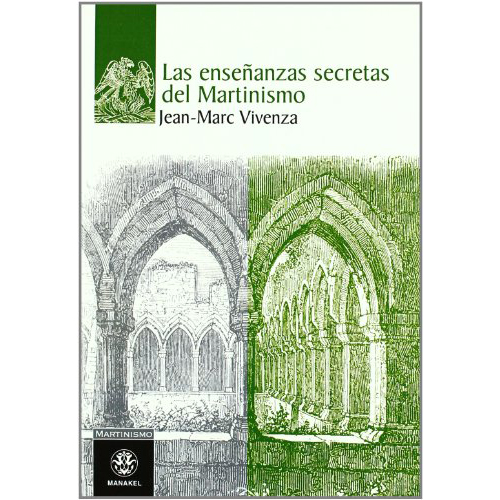 Las enseñanzas secretas
del Martinismo
Jean-Marc Vivenza
MARTINISMO
MANAKEL